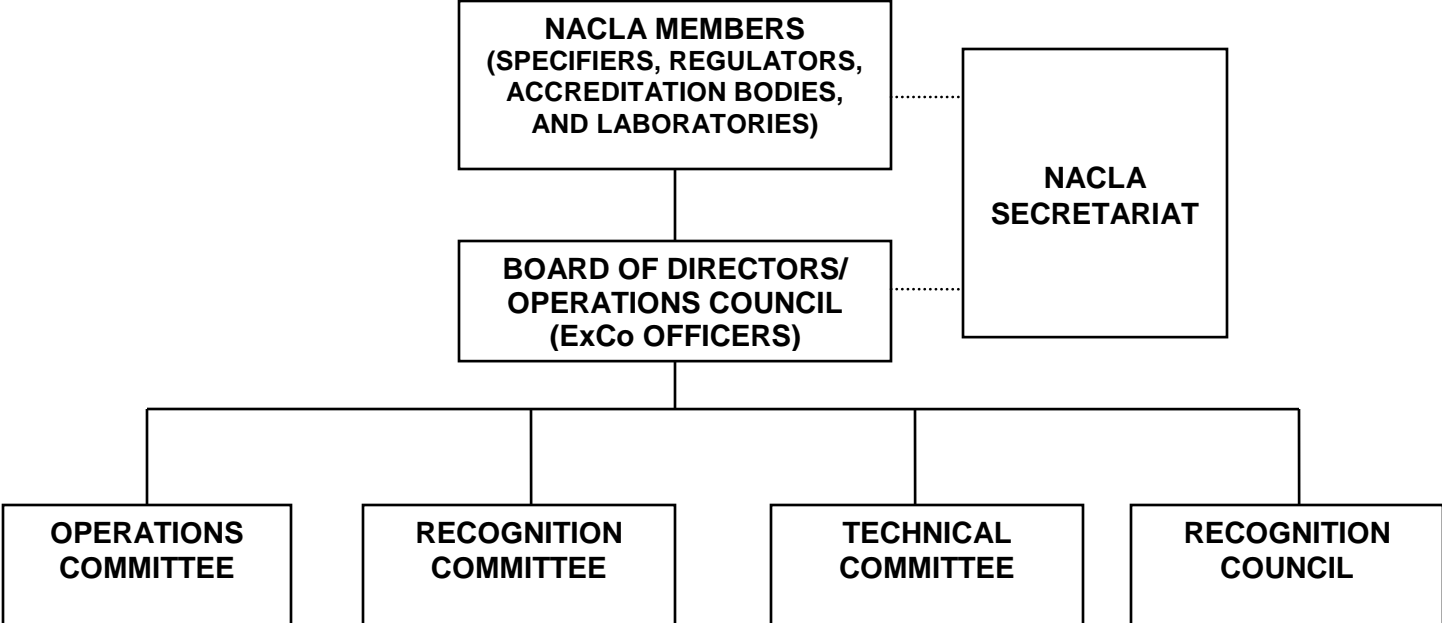 NACLA MEMBERS
(SPECIFIERS, REGULATORS,
ACCREDITATION BODIES,
AND LABORATORIES)
NACLA
SECRETARIAT
BOARD OF DIRECTORS/
OPERATIONS COUNCIL
(ExCo OFFICERS)
OPERATIONS
COMMITTEE
RECOGNITION
COMMITTEE
TECHNICAL
COMMITTEE
RECOGNITION
COUNCIL